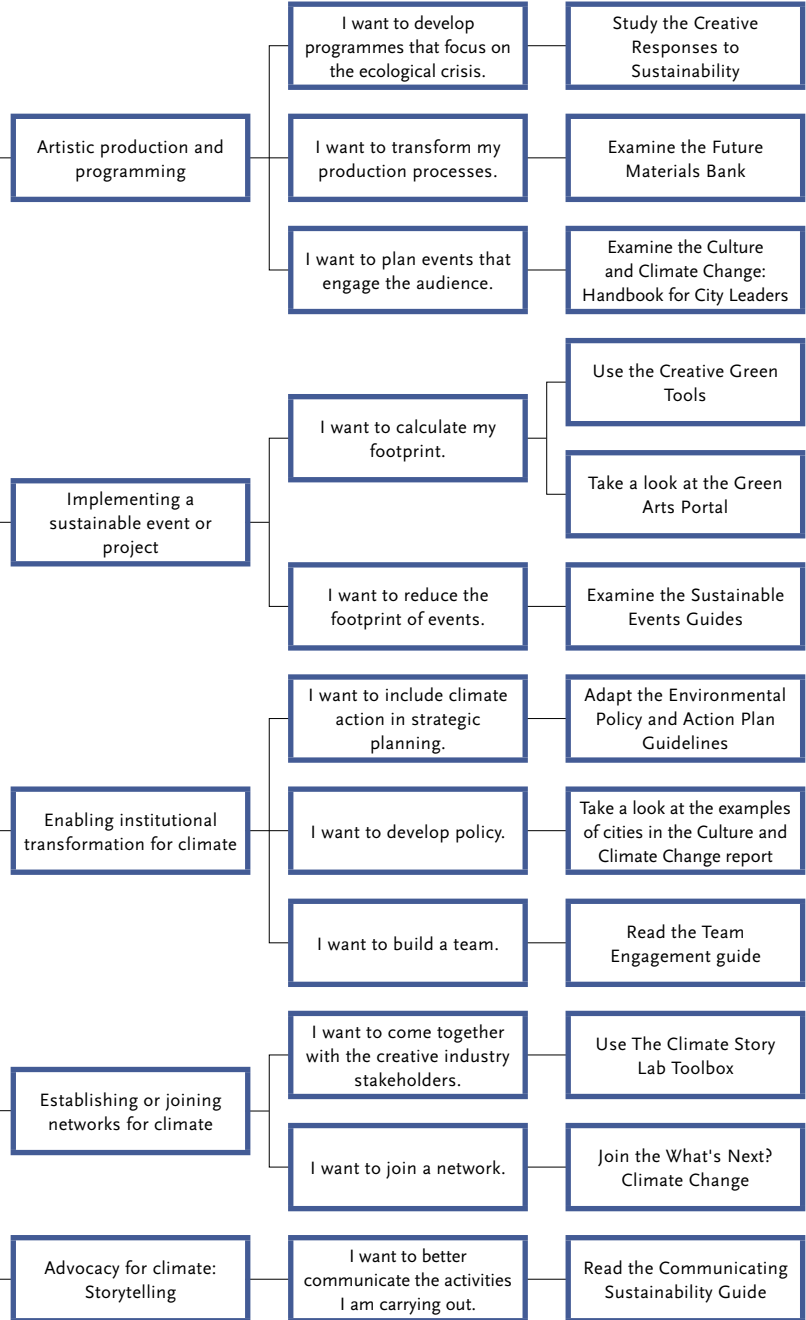 Artistic production and
programming
I want to develop
programmes that focus on
the ecological crisis.
Study the Creative
Responses to
Sustainability
I want to transform my
production processes.
Examine the Future
Materials Bank
I want to plan events that
engage the audience.
Examine the Culture
and Climate Change:
Handbook for City Leaders
Implementing a
sustainable event or
project
I want to calculate my
footprint.
Use the Creative Green
Tools
Take a look at the Green
Arts Portal
I want to reduce the
footprint of events.
Examine the Sustainable
Events Guides
Enabling institutional
transformation for climate
I want to include climate
action in strategic
planning.
Adapt the Environmental
Policy and Action Plan
Guidelines
I want to develop policy.
Take a look at the examples
of cities in the Culture and
Climate Change report
I want to build a team.
Read the Team
Engagement guide
Establishing or joining
networks for climate
I want to come together
with the creative industry
stakeholders.
Use The Climate Story
Lab Toolbox
I want to join a network.
Join the What's Next?
Climate Change
Advocacy for climate:
Storytelling
I want to better
communicate the activities
I am carrying out.
Read the Communicating
Sustainability Guide